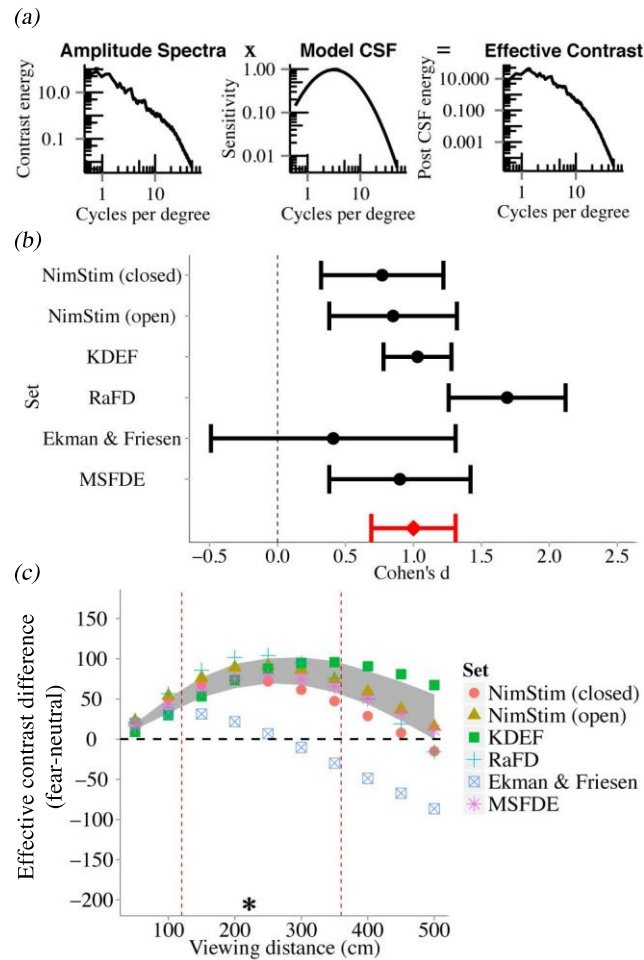 (a)
Amplitude Spectra x Model CSF = Effective Contrast
Contrast energy
10.0
0.1
1 10
Cycles per degree
Sensitivity
1.00
0.10
0.01
1 10
Cycles per degree
Post CSF energy
10.000
0.100
0.001
1 10
Cycles per degree
(b)
Set
NimStim (closed)
NimStim (open)
KDEF
RaFD
Ekman & Friesen
MSFDE
−0.5 0.0 0.5 1.0 1.5 2.0 2.5
Cohen's d
(c)
Effective contrast difference
(fear-neutral)
150
100
50
0
−50
−100
−150
−200
*
100 200 300 400 500
Viewing distance (cm)
Set
NimStim (closed)
NimStim (open)
KDEF
RaFD
Ekman & Friesen
MSFDE